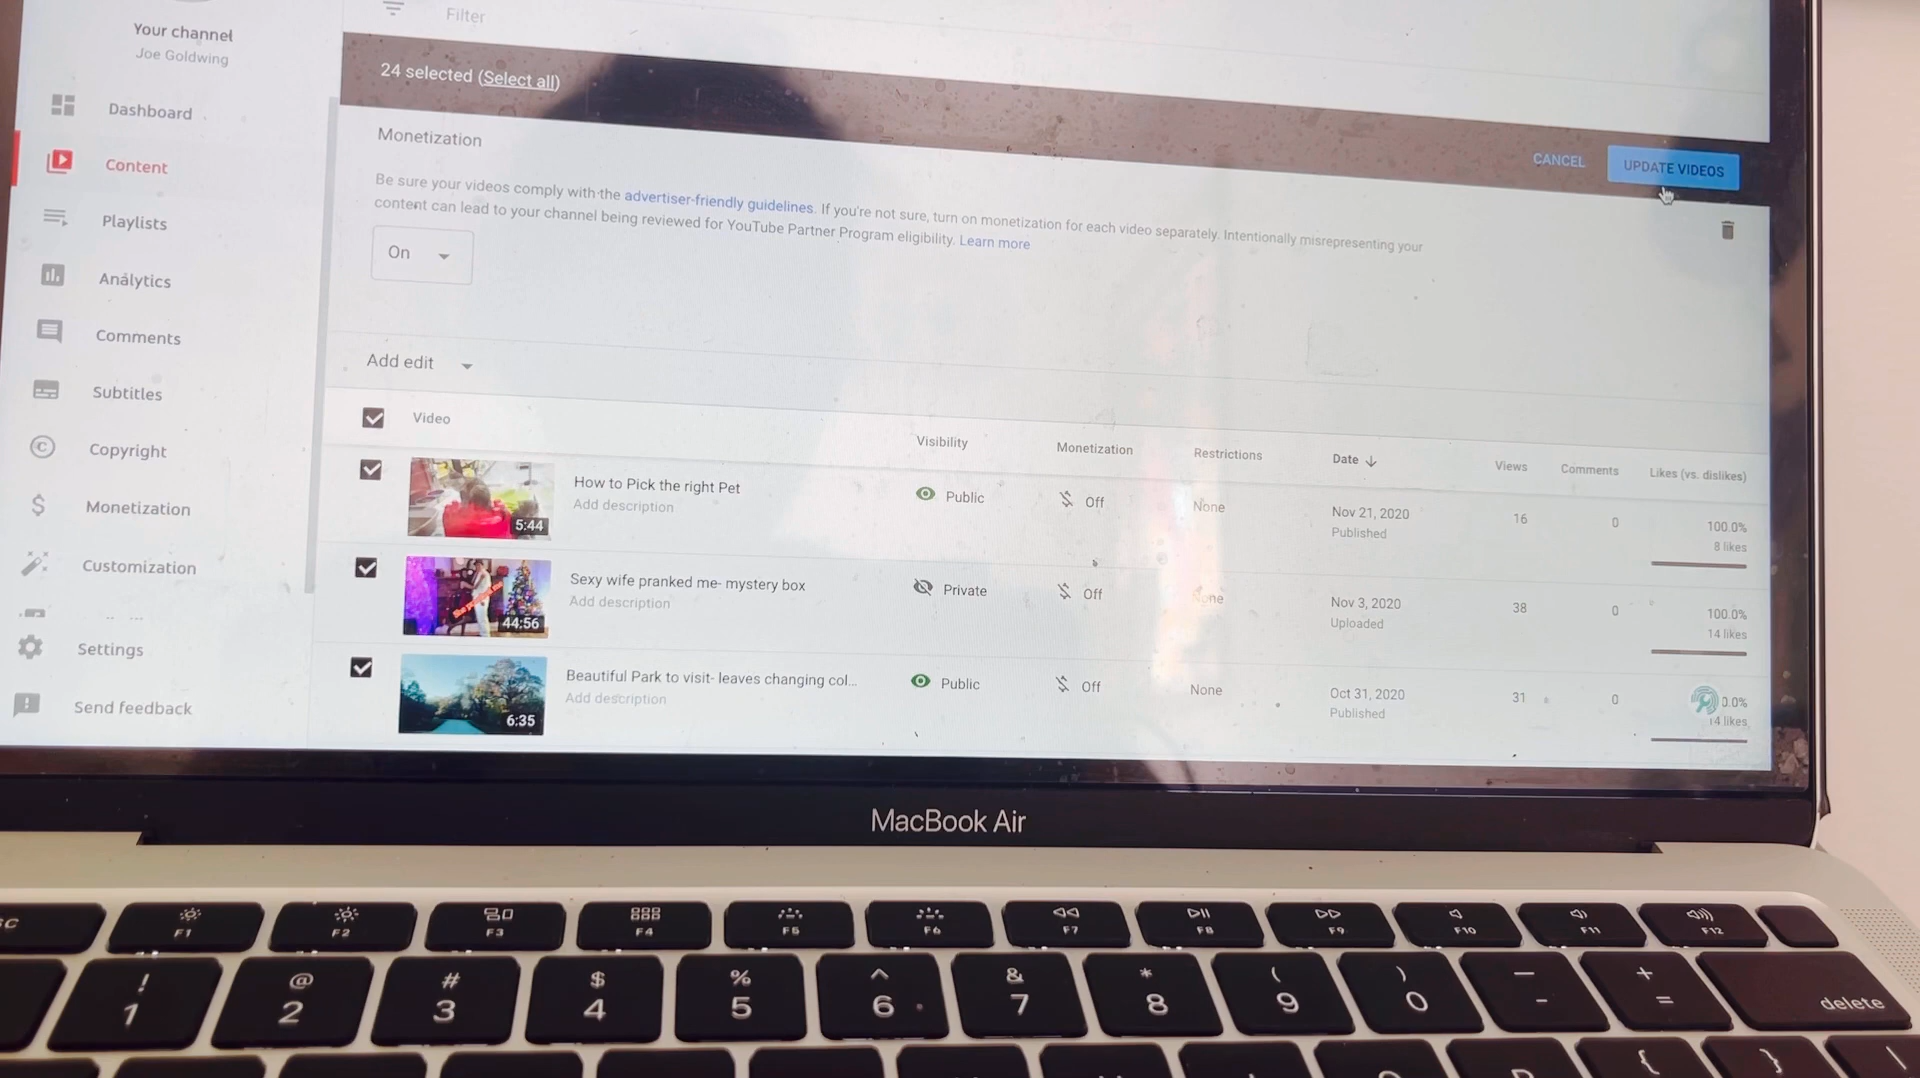 Your channel
Joe Goldwing
Dashboard
Content
Playlists
Analytics
Comments
Subtitles
Copyright
Monetization
Customization
Settings
Send feedback
Filter
24 selected (Select all)
CANCEL
UPDATE VIDEOS
Monetization
Be sure your videos comply with the advertiser-friendly guidelines. If you're not sure, turn on monetization for each video separately. Intentionally misrepresenting your
content can lead to your channel being reviewed for YouTube Partner Program eligibility. Learn more
On
Add edit
Video Visibility Monetization Restrictions Date Views Comments Likes (vs. dislikes)
5:44 How to Pick the right Pet Public Off None Nov 21, 2020 16 0 100.0%
Add description Published 8 likes
44:56 Sexy wife pranked me- mystery box Private Off None Nov 3, 2020 38 0 100.0%
Add description Uploaded 14 likes
6:35 Beautiful Park to visit- leaves changing col... Public Off None Oct 31, 2020 31 0 0.0%
Add description Published 14 likes
MacBook Air
F1 F2 F3 F4 F5 F6 F7 F8 F9 F10 F11 F12
! @ # $ % ^ & * ( ) — +
1 2 3 4 5 6 7 8 9 0 - = delete
{ } \